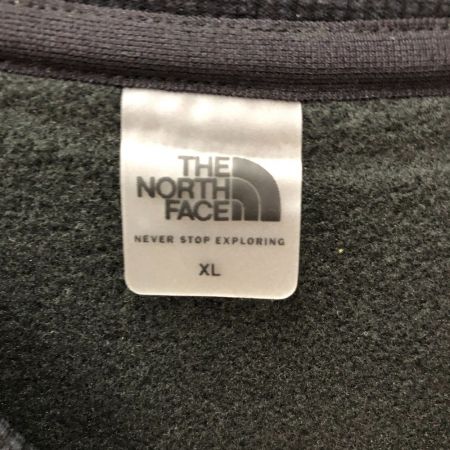 THE
NORTH
FACE
NEVER STOP EXPLORING
XL